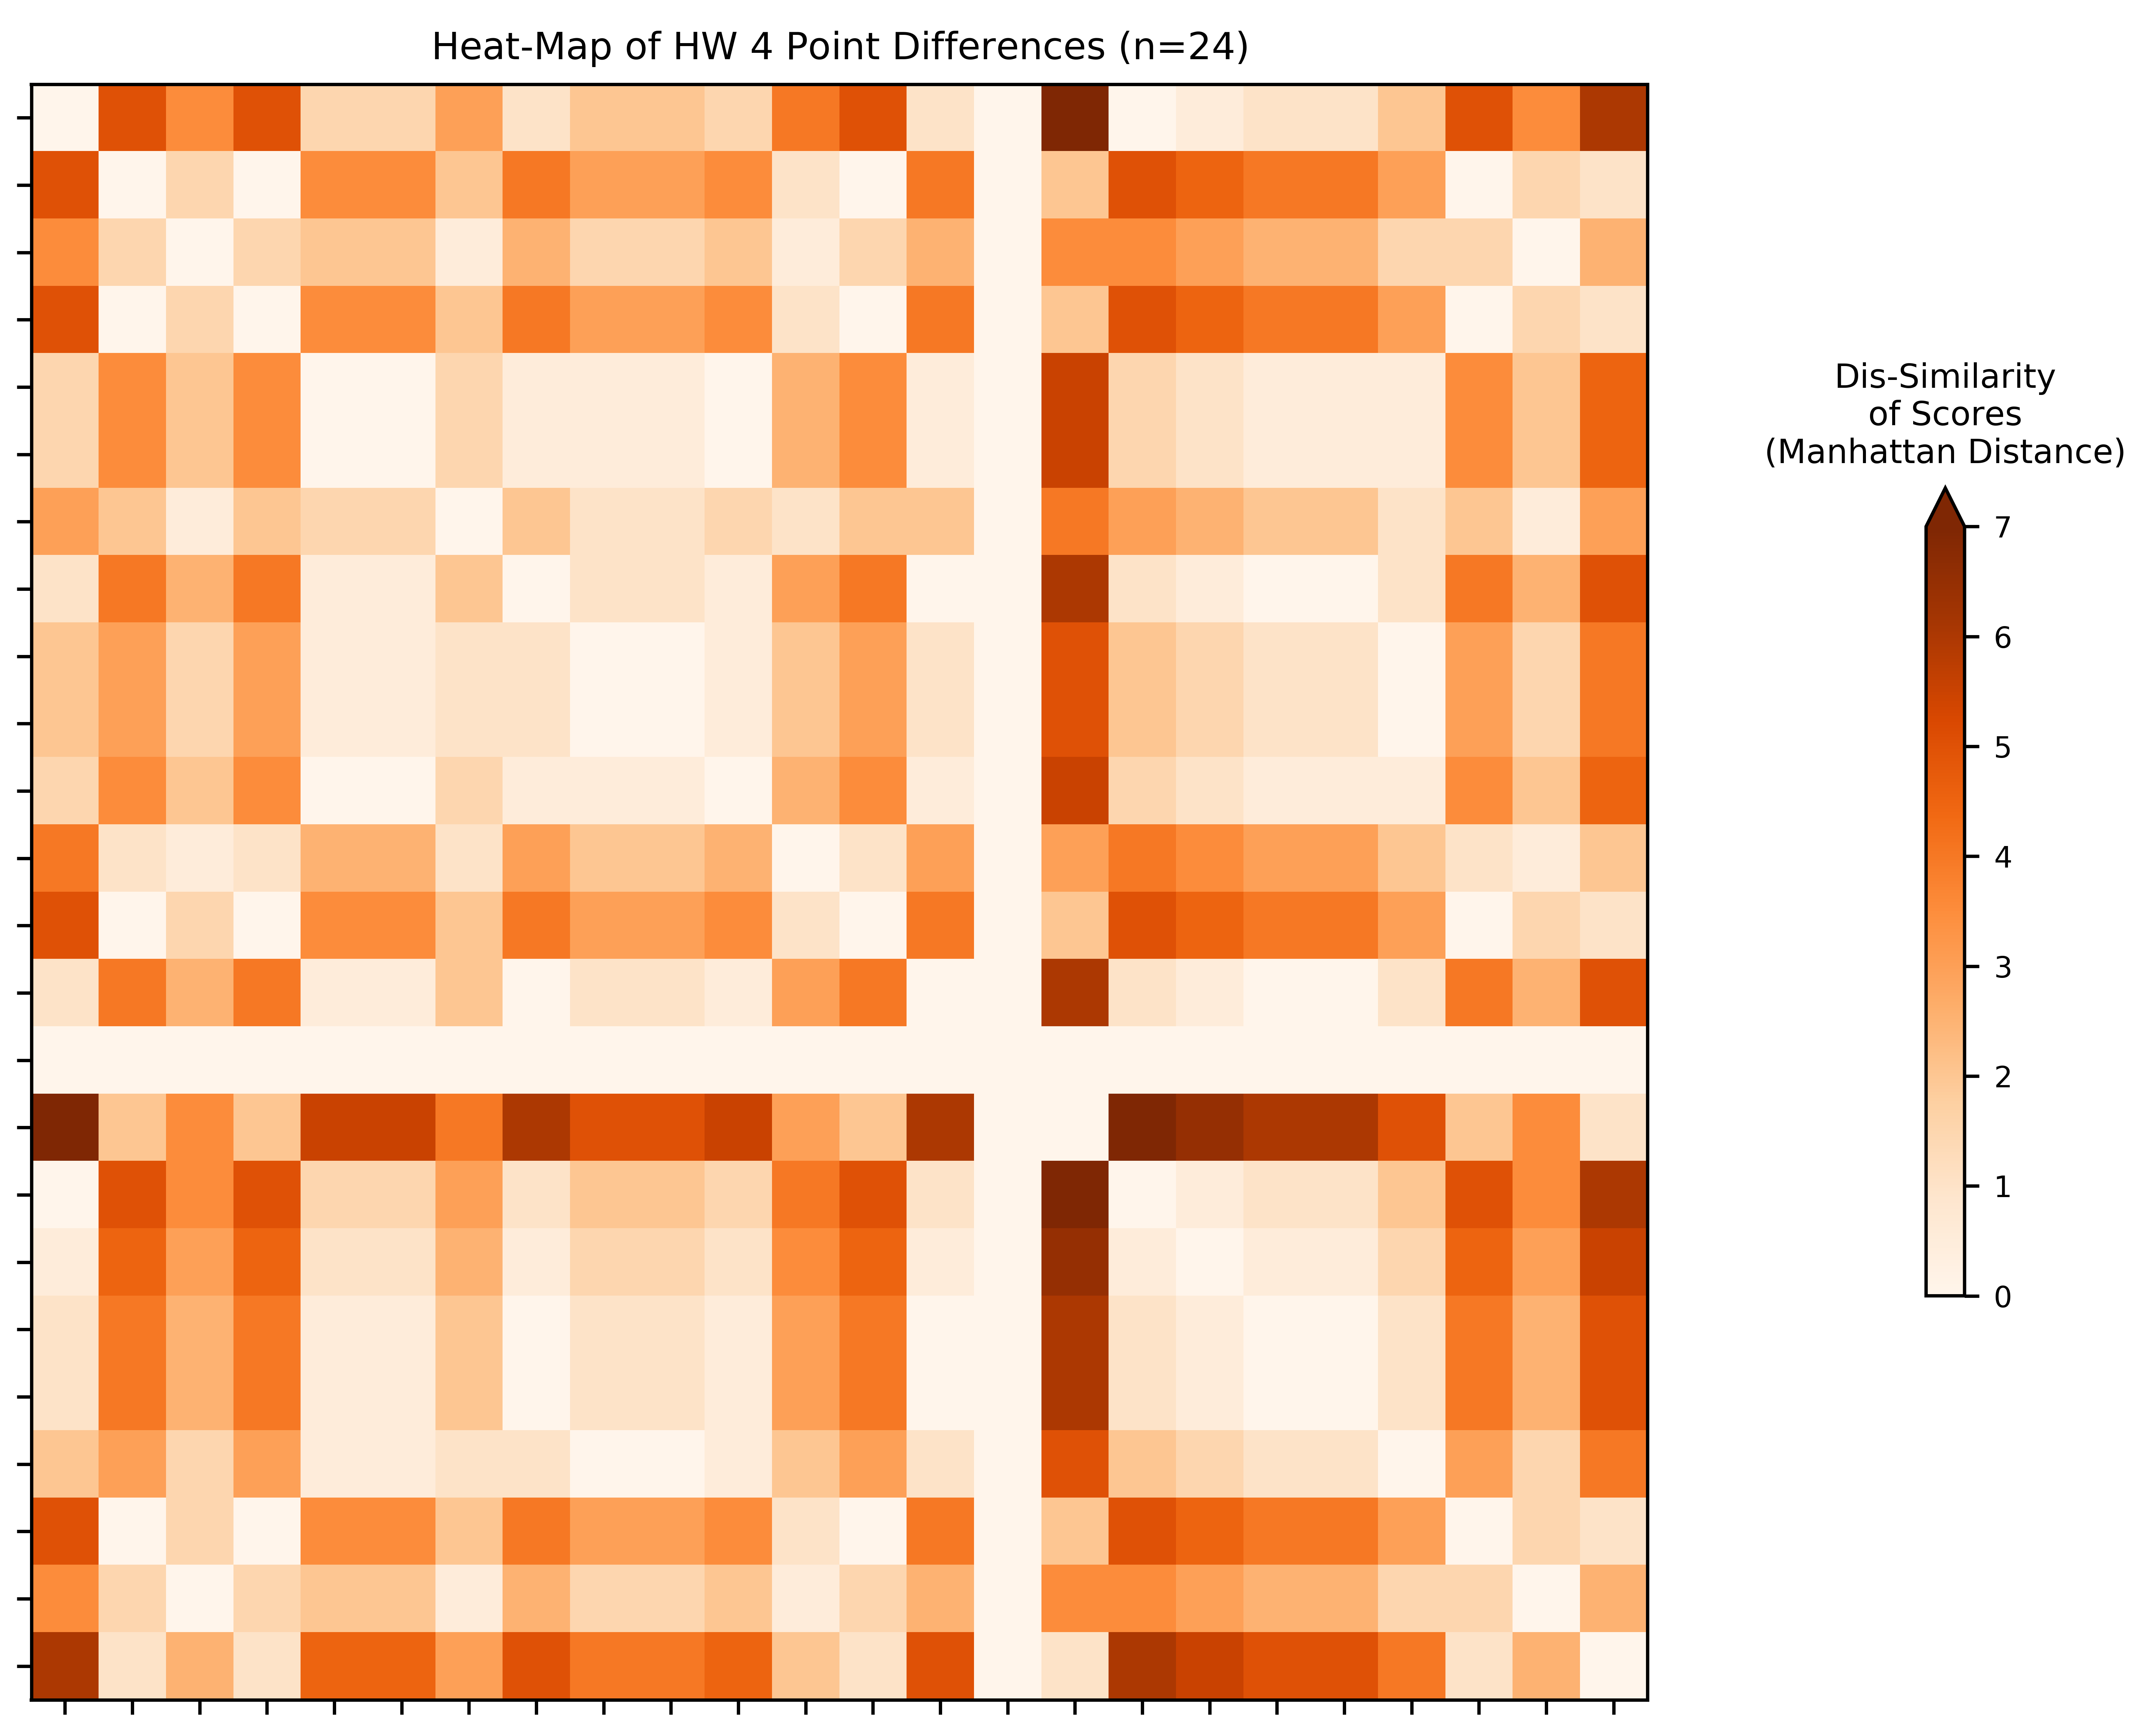 Heat-Map of HW 4 Point Differences (n=24)
Dis-Similarity
of Scores
(Manhattan Distance)
7
6
5
4
3
2
1
0